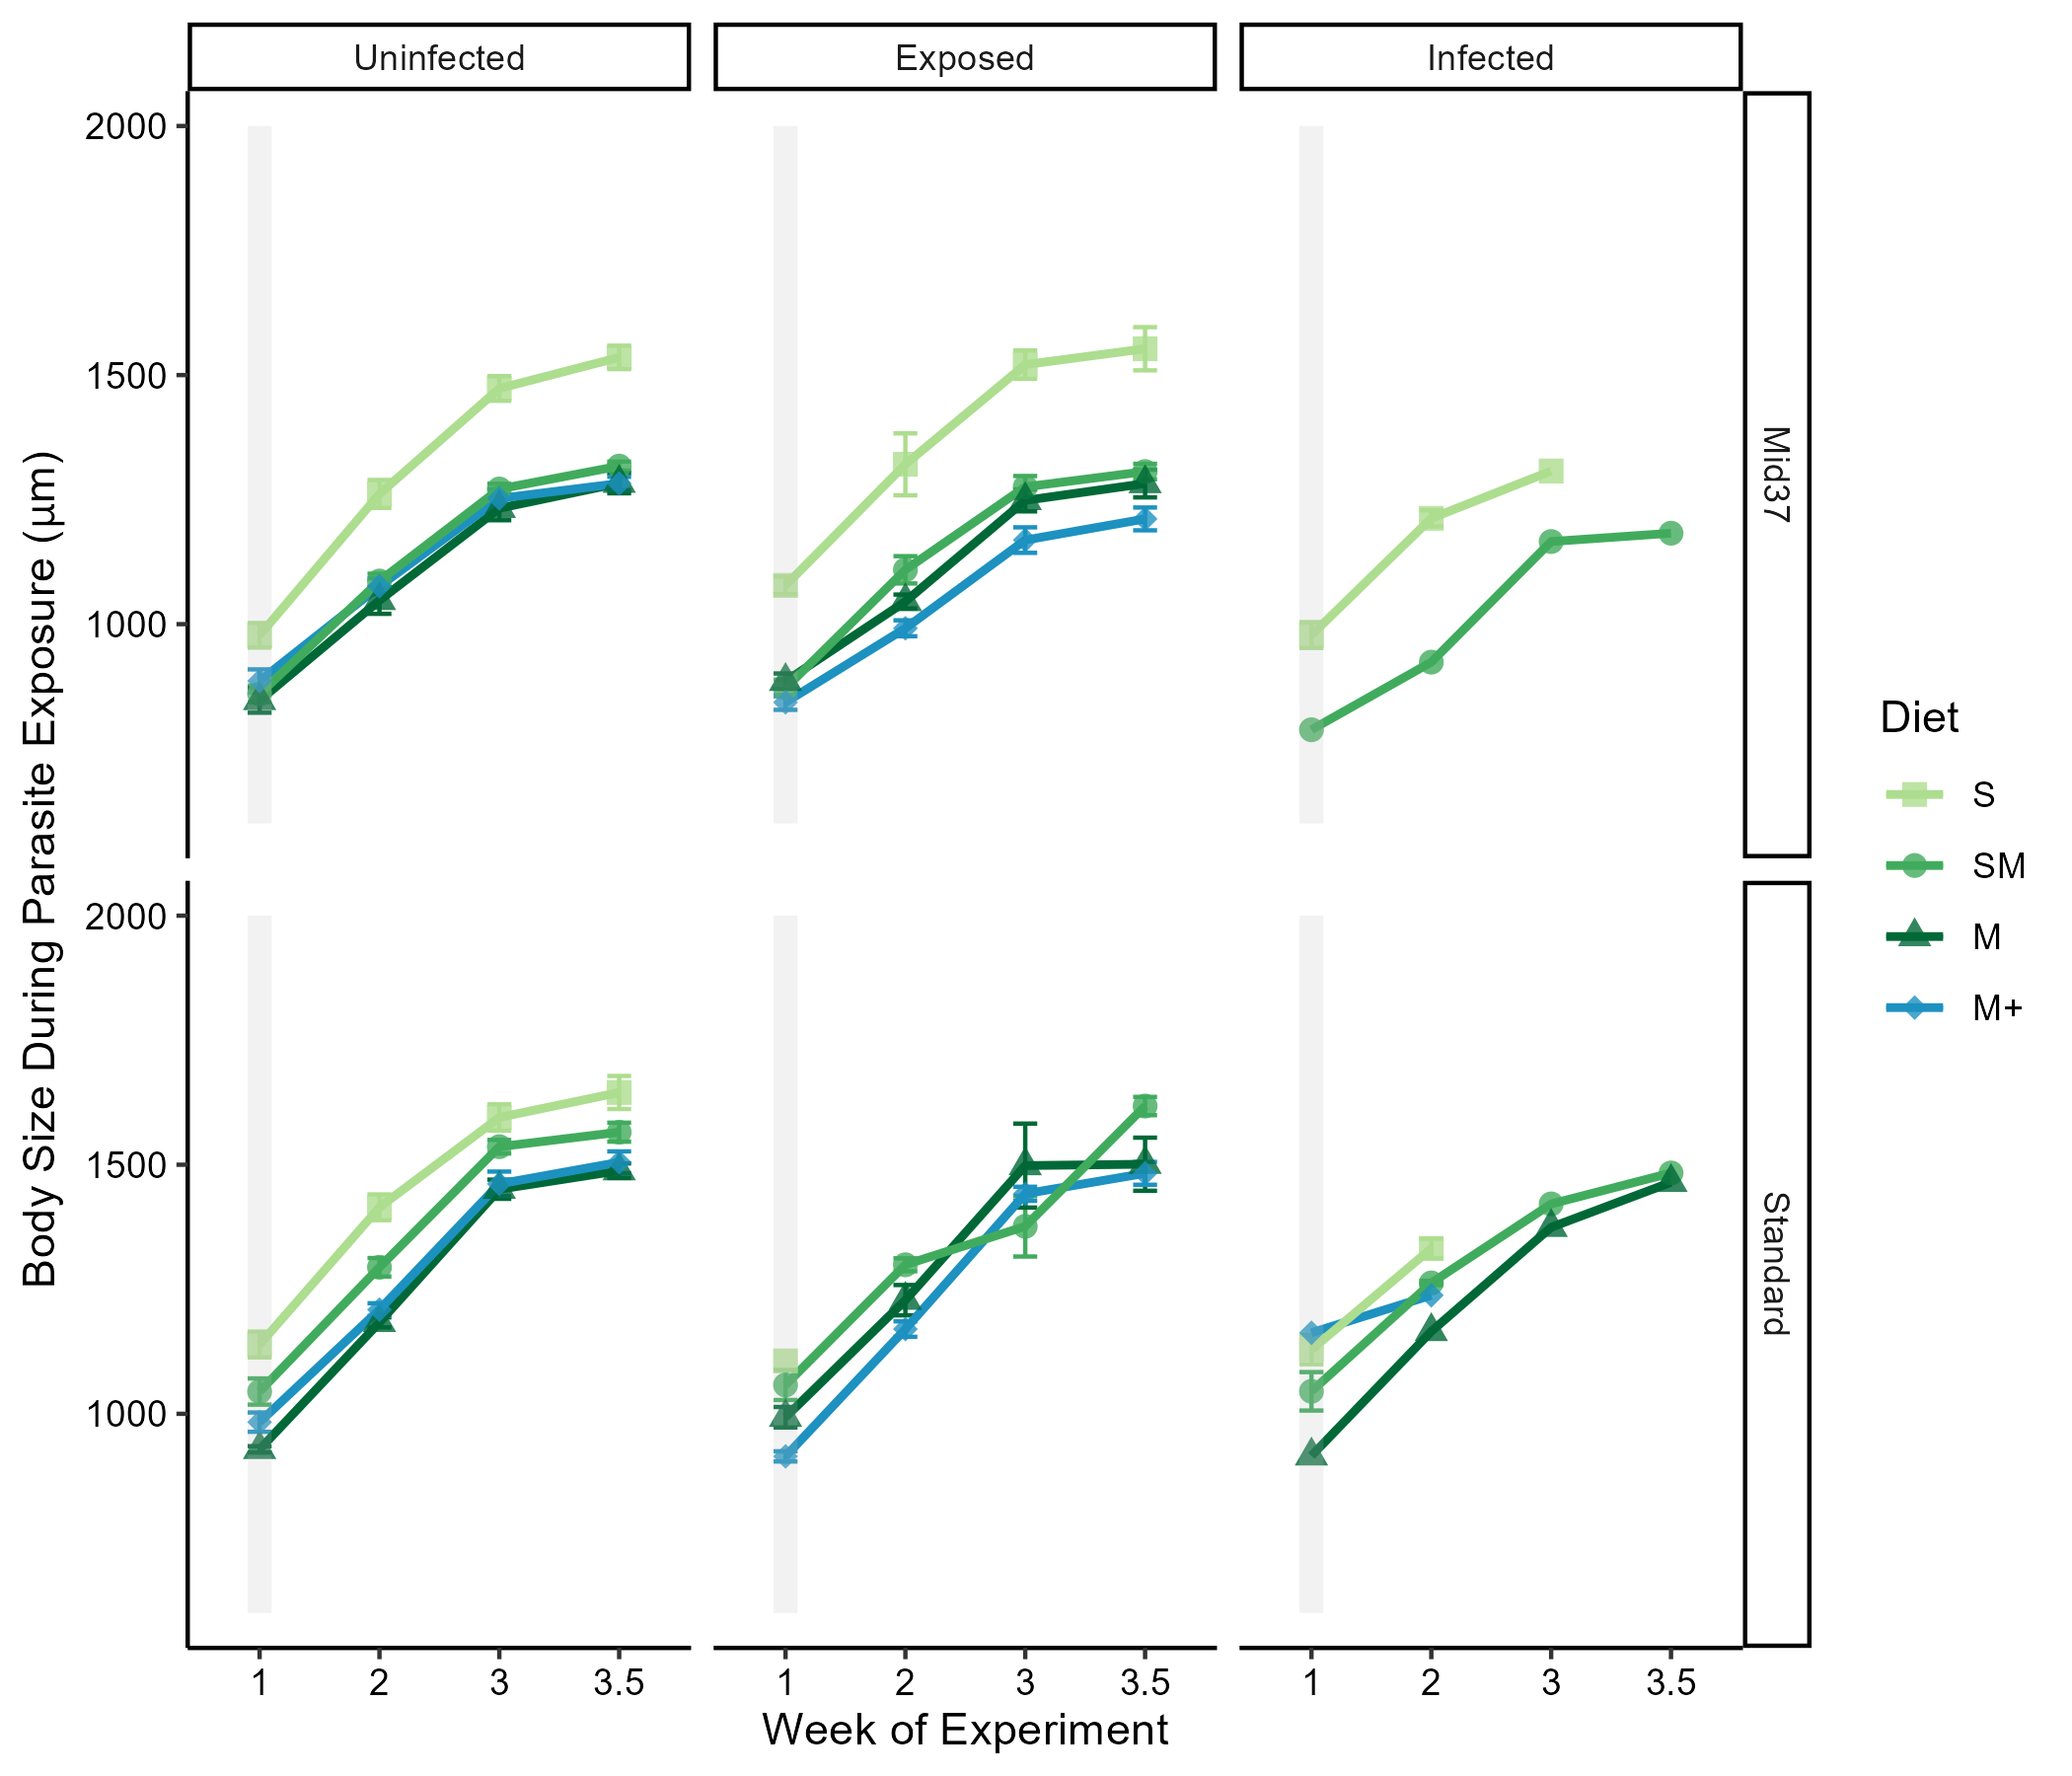 Uninfected
Exposed
Infected
2000
1500
1000
Mid37
2000
1500
1000
Standard
Body Size During Parasite Exposure (µm)
1 2 3 3.5
1 2 3 3.5
1 2 3 3.5
Week of Experiment
Diet
S
SM
M
M+